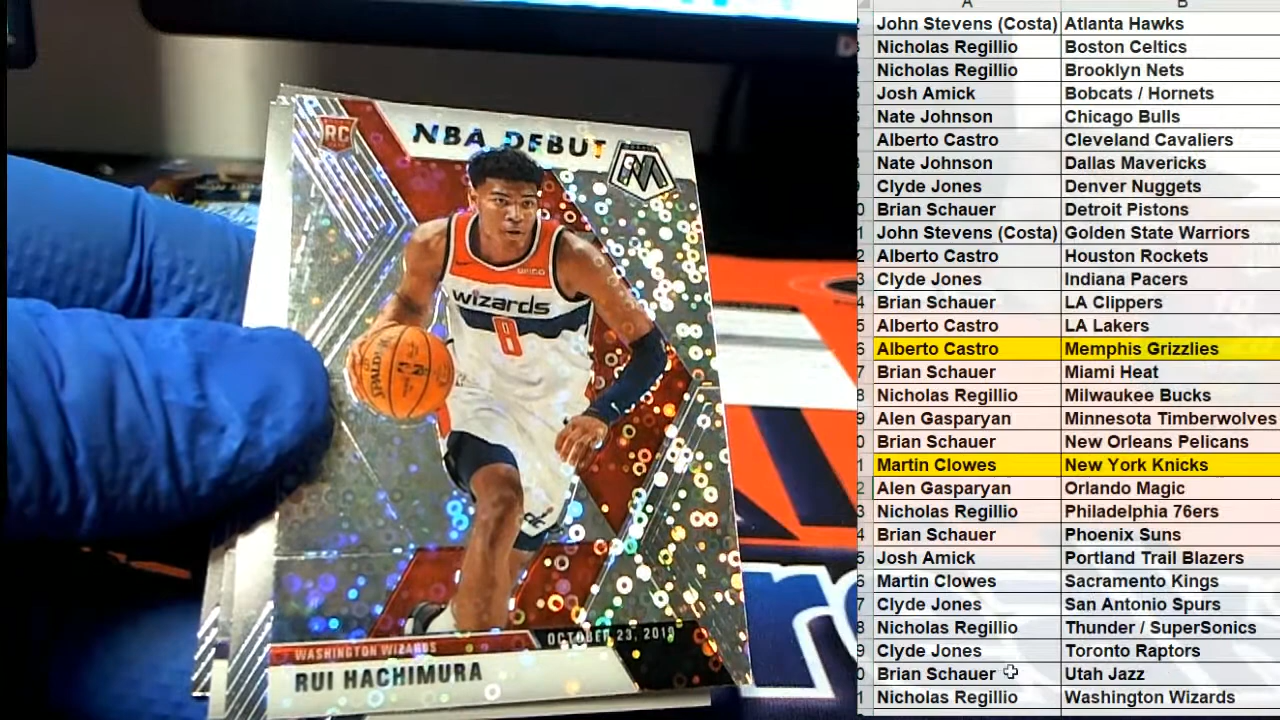 RC
NBA DEBUT
MOSAIC
GEICO
wizards
8
SPALDING
OCTOBER 23, 2019
WASHINGTON WIZARDS
RUI HACHIMURA
A B
John Stevens (Costa) Atlanta Hawks
Nicholas Regillio Boston Celtics
Nicholas Regillio Brooklyn Nets
Josh Amick Bobcats / Hornets
Nate Johnson Chicago Bulls
Alberto Castro Cleveland Cavaliers
Nate Johnson Dallas Mavericks
Clyde Jones Denver Nuggets
Brian Schauer Detroit Pistons
John Stevens (Costa) Golden State Warriors
Alberto Castro Houston Rockets
Clyde Jones Indiana Pacers
Brian Schauer LA Clippers
Alberto Castro LA Lakers
Alberto Castro Memphis Grizzlies
Brian Schauer Miami Heat
Nicholas Regillio Milwaukee Bucks
Alen Gasparyan Minnesota Timberwolves
Brian Schauer New Orleans Pelicans
Martin Clowes New York Knicks
Alen Gasparyan Orlando Magic
Nicholas Regillio Philadelphia 76ers
Brian Schauer Phoenix Suns
Josh Amick Portland Trail Blazers
Martin Clowes Sacramento Kings
Clyde Jones San Antonio Spurs
Nicholas Regillio Thunder / SuperSonics
Clyde Jones Toronto Raptors
Brian Schauer Utah Jazz
Nicholas Regillio Washington Wizards